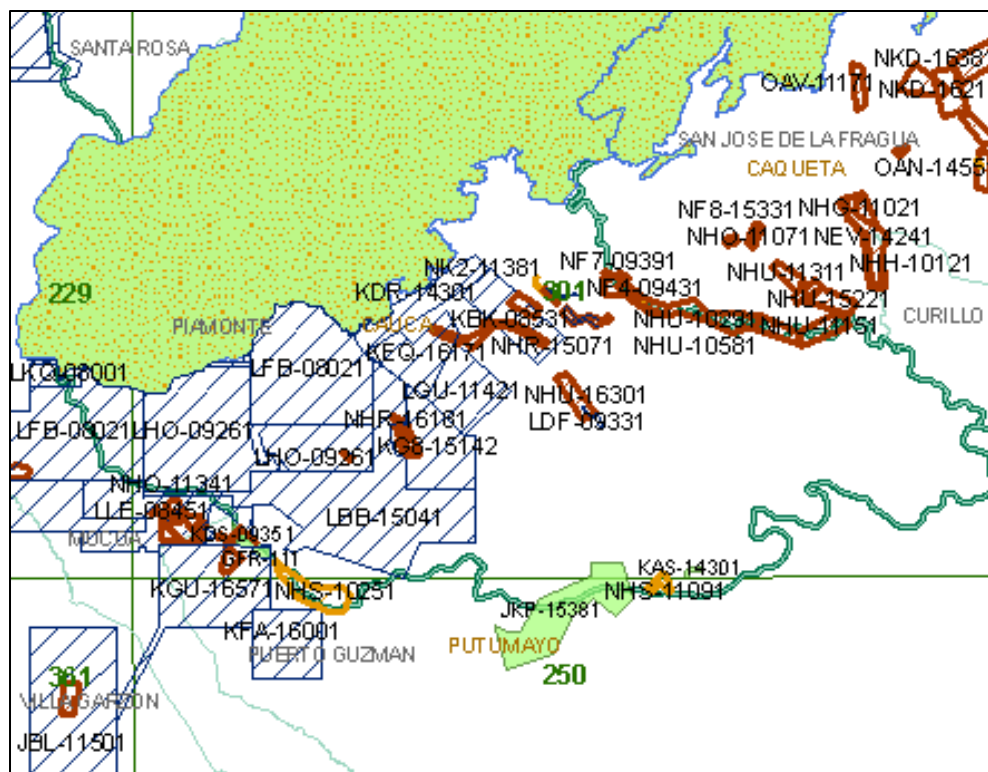 SANTA ROSA
NKD-16381
OAV-11171
NKD-1621
SAN JOSE DE LA FRAGUA
CAQUETA
OAN-1455
NF8-15331
NHG-11021
NHO-11071
NEV-14241
NK2-11381
NF7-09391
NHH-10121
NHU-11311
229
KDR-14301
301
NF4-09431
NHU-15221
PIAMONTE
CAUCA
KBK-08531
NHU-10291
NHU-11151
CURILLO
KEQ-16171
NHR-15071
NHU-10581
LKQ-08001
LFB-08021
LGU-11421
NHU-16301
NHR-16181
LDF-09331
LFB-08021
LHO-09261
KG8-15142
LHO-09261
NHO-11341
LLE-08451
LBB-15041
MOCOA
KDS-09351
GFR-111
KAS-14301
KGU-16571
NHS-10251
NHS-11091
JKP-15381
KFA-16001
PUTUMAYO
PUERTO GUZMAN
250
VILLAGARZON
JBL-11501